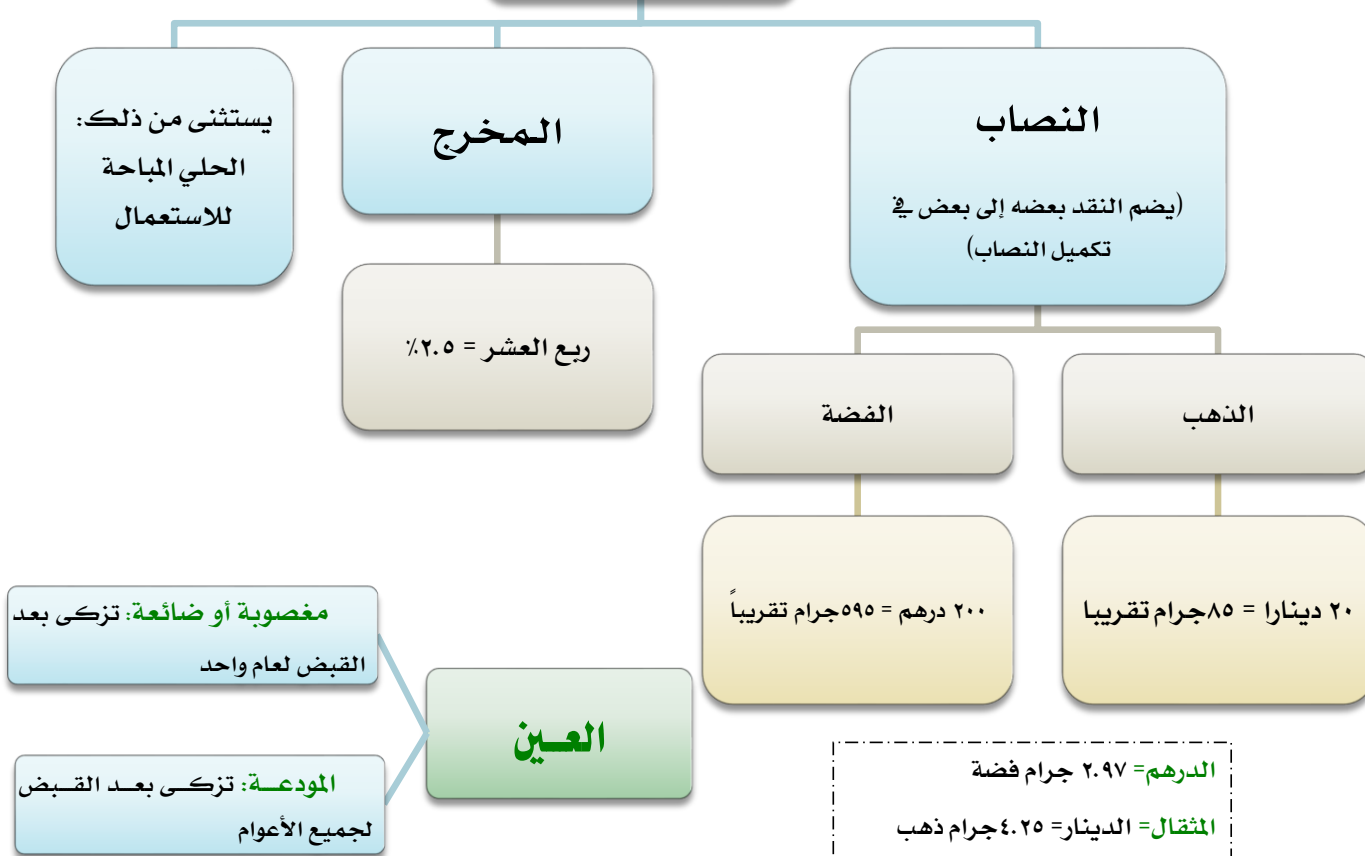 النصاب
(يضم النقد بعضه إلى بعض في
تكميل النصاب)
المخرج
يستثنى من ذلك:
الحلي المباحة
للاستعمال
ربع العشر = ٢.٥٪
الذهب
الفضة
٢٠ دينارا = ٨٥جرام تقريبا
٢٠٠ درهم = ٥٩٥جرام تقريباً
العـين
مغصوبة أو ضائعة: تزكى بعد
القبض لعام واحد
المودعـة: تزكـى بعـد القـبض
لجميع الأعوام
الدرهم= ٢.٩٧ جرام فضة
المثقال= الدينار= ٤.٢٥جرام ذهب